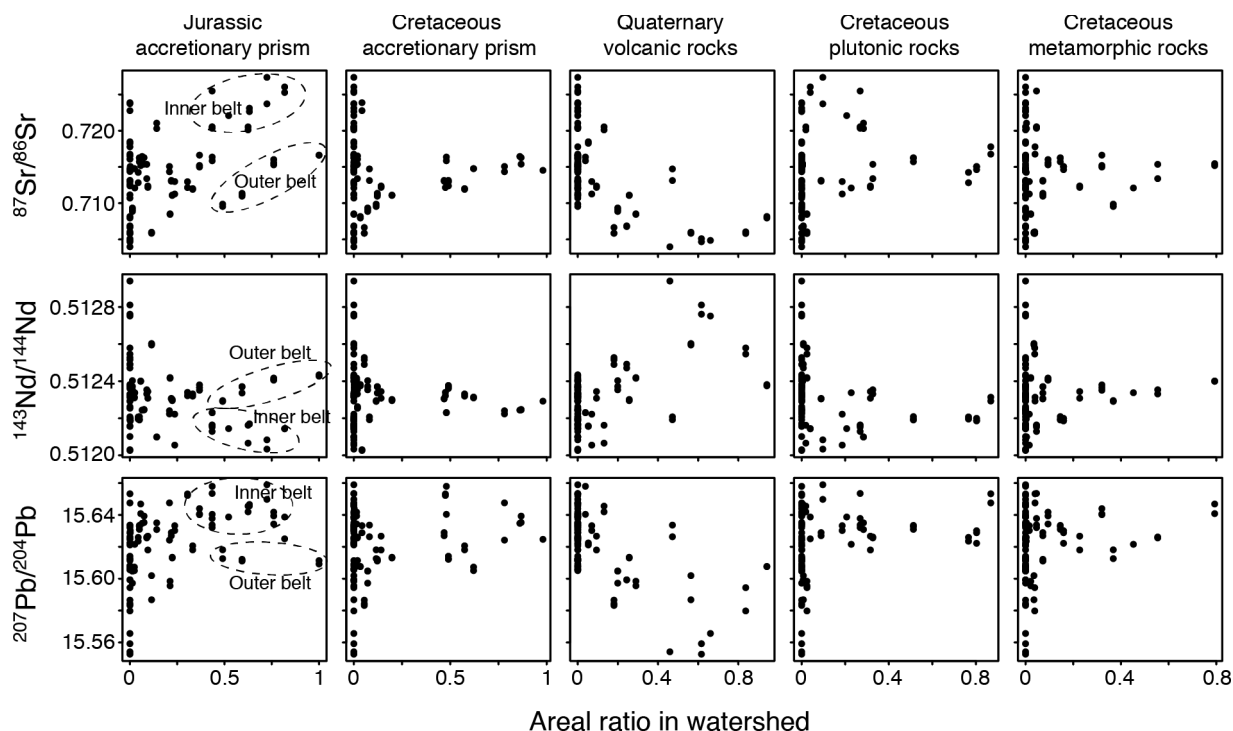 Jurassic
accretionary prism
Cretaceous
accretionary prism
Quaternary
volcanic rocks
Cretaceous
plutonic rocks
Cretaceous
metamorphic rocks
87Sr/86Sr
0.720
0.710
Inner belt
Outer belt
143Nd/144Nd
0.5128
0.5124
0.5120
Outer belt
Inner belt
207Pb/204Pb
15.64
15.60
15.56
Inner belt
Outer belt
0 0.5 1
0 0.5 1
0 0.4 0.8
0 0.4 0.8
0 0.4 0.8
Areal ratio in watershed